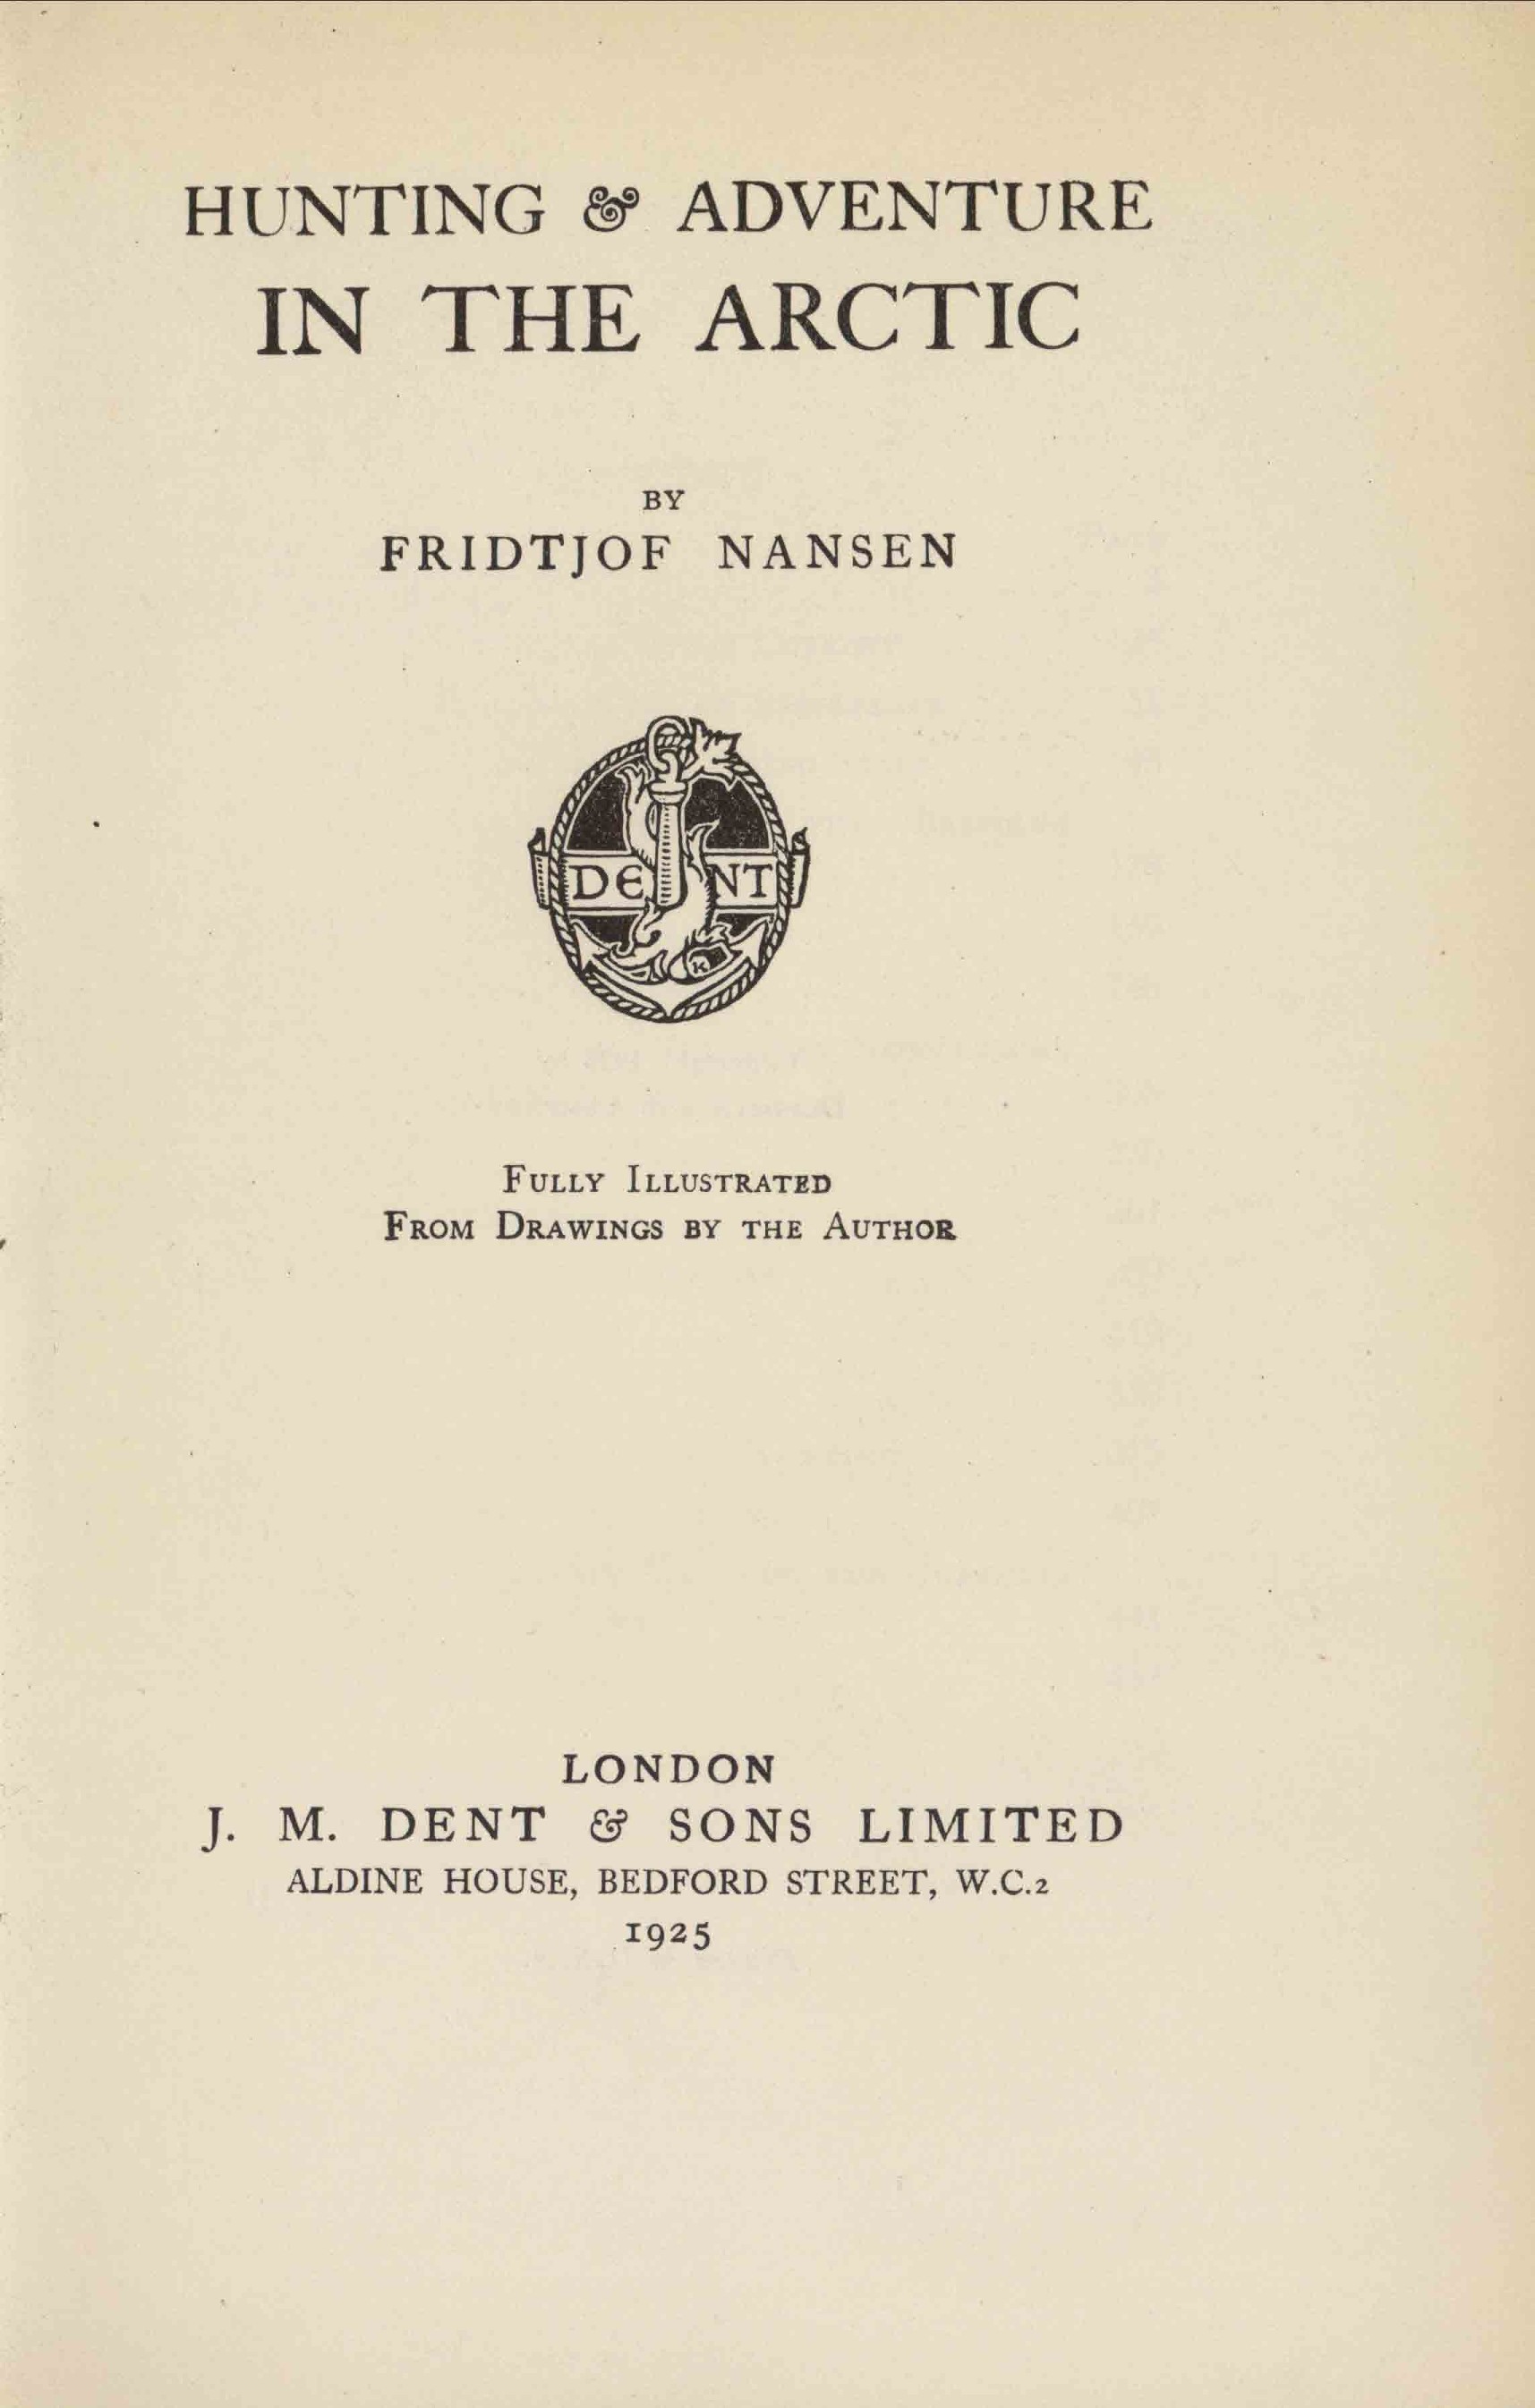 HUNTING & ADVENTURE
IN THE ARCTIC
BY
FRIDTJOF NANSEN
DENT
K
FULLY ILLUSTRATED
FROM DRAWINGS BY THE AUTHOR
LONDON
J. M. DENT & SONS LIMITED
ALDINE HOUSE, BEDFORD STREET, W.C.2
1925